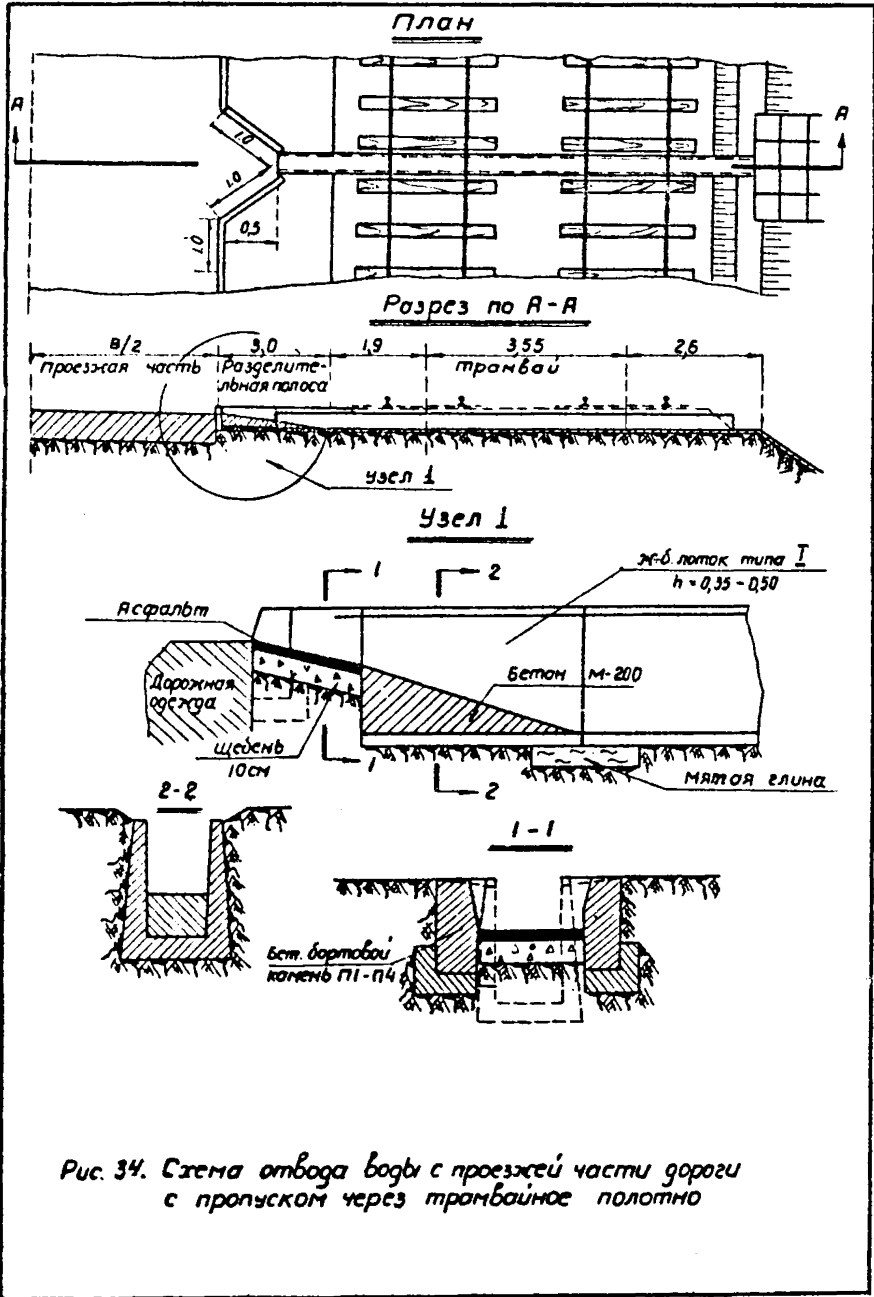 План
А А
1.0
1.0
1.0
0.5
Разрез по А-А
В/2 3,0 1,9 3,55 2,6
проезжая часть Разделите- трамвай
льная полоса
узел 1
Узел 1
1 2
ж-б. лоток типа I
h = 0,35 - 0,50
Асфальт
Дорожная
одежда
Бетон М-200
щебень
10см
1
2
мятая глина
2-2
1-1
Бет. бортовой
камень П1-П4
Рис. 34. Схема отвода воды с проезжей части дороги
с пропуском через трамвайное полотно